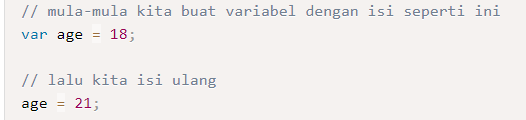 // mula-mula kita buat variabel dengan isi seperti ini
var age = 18;
// lalu kita isi ulang
age = 21;